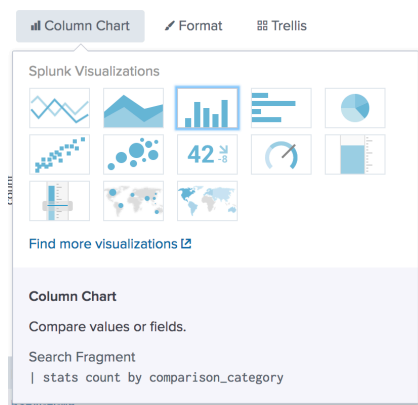 Column Chart Format Trellis
Splunk Visualizations
42
-8
Find more visualizations
Column Chart
Compare values or fields.
Search Fragment
| stats count by comparison_category